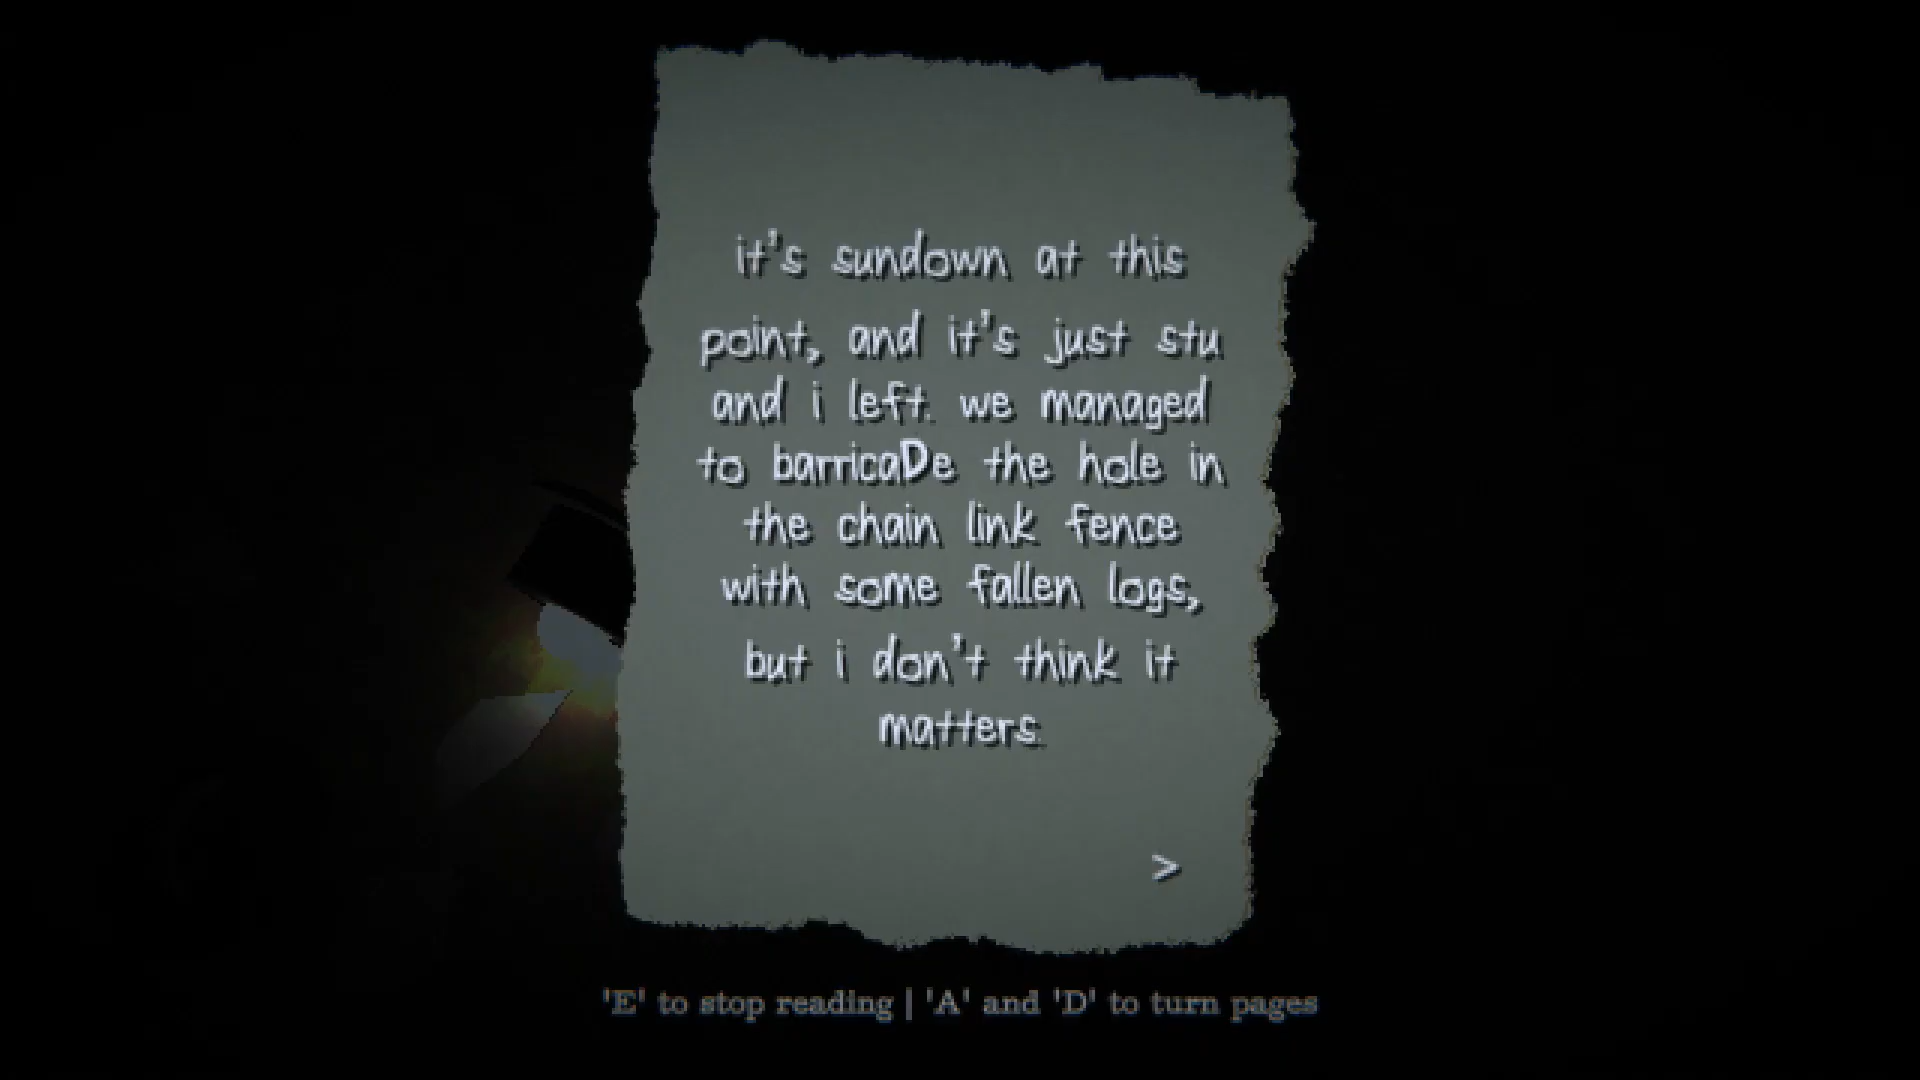 it's sundown at this
point, and it's just stu
and i left. we managed
to barricaDe the hole in
the chain link fence
with some fallen logs,
but i don't think it
matters.
>
'E' to stop reading | 'A' and 'D' to turn pages